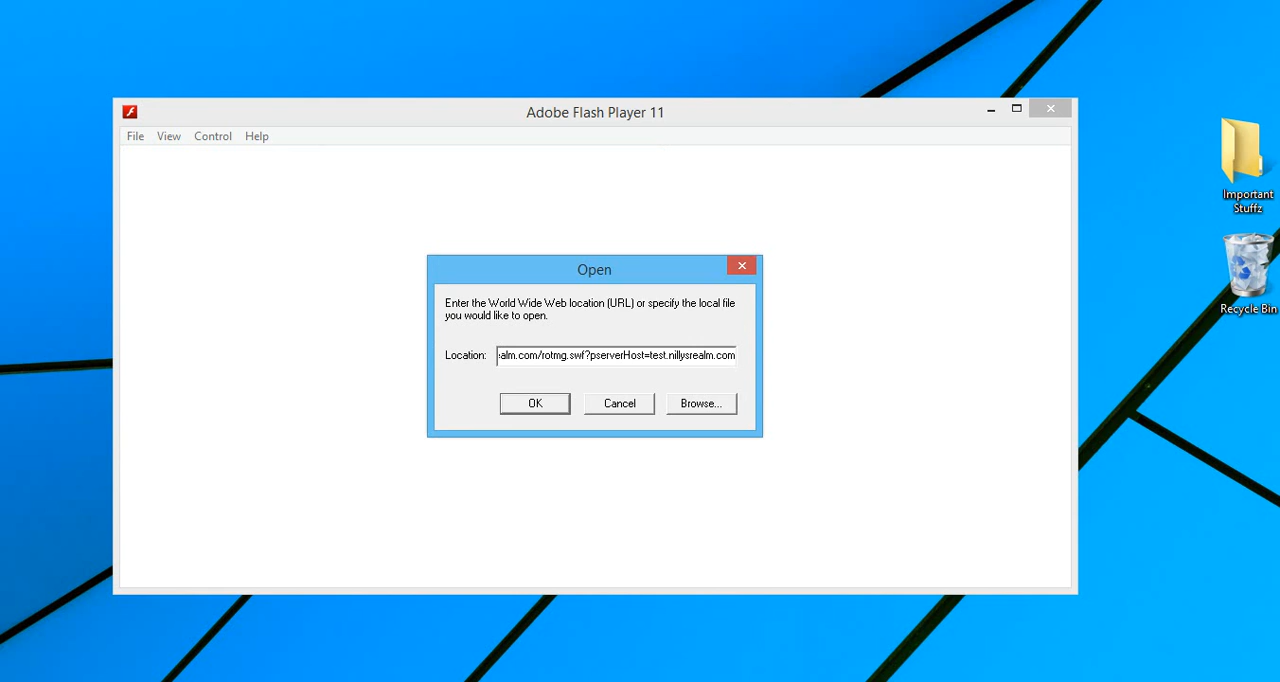 Adobe Flash Player 11
File View Control Help
Important
Stuffz
Recycle Bin
Open
Enter the World Wide Web location (URL) or specify the local file
you would like to open.
Location: ealm.com/rotmg.swf?pserverHost=test.nillysrealm.com
OK Cancel Browse...